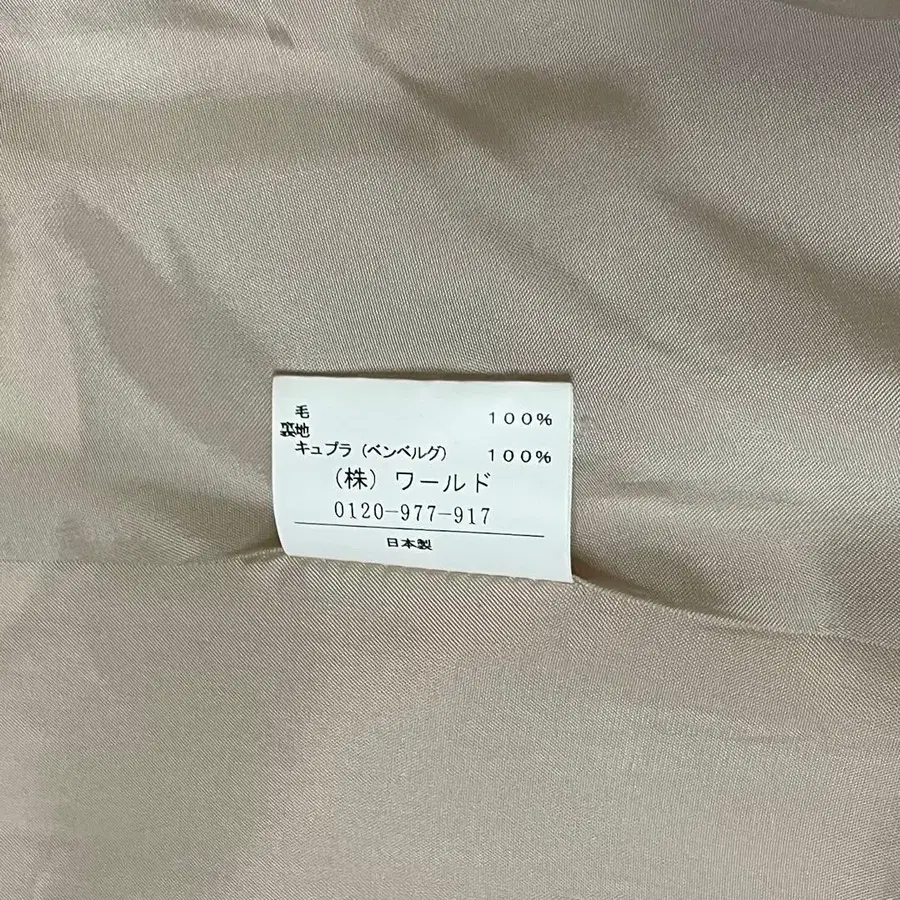 毛 100%
裏地
キュプラ（ベンベルグ） 100%
（株）ワールド
0120-977-917
日本製